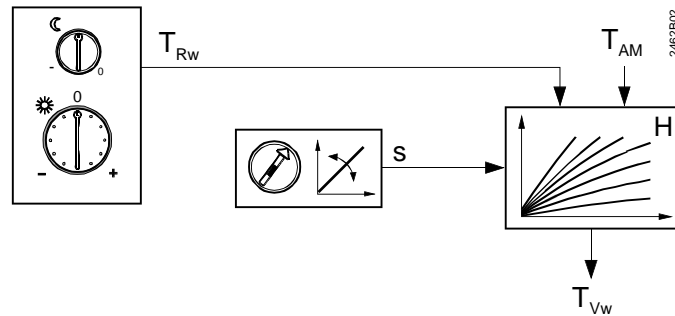 T_Rw
T_AM
2462B02
- 0
0
- +
s
H
T_Vw